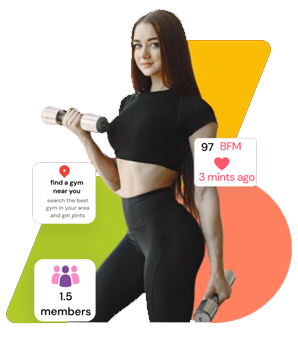 97 BFM
3 mints ago
find a gym
near you
search the best
gym in your area
and get pints
1.5
members